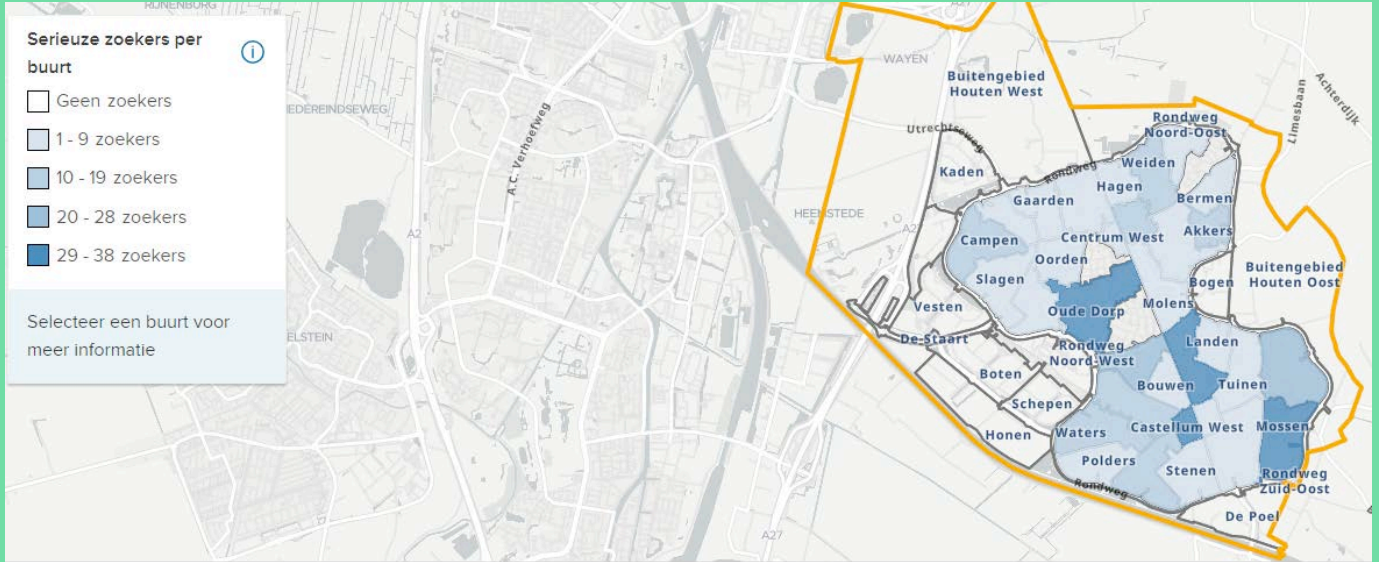 RIJNENBURG
Serieuze zoekers per
buurt
Geen zoekers
1 - 9 zoekers
10 - 19 zoekers
20 - 28 zoekers
29 - 38 zoekers
Selecteer een buurt voor
meer informatie
NEDEREINDSEWEG
A.C. Verhoefweg
A2
ELSTEIN
A27
WAYEN
Buitengebied
Houten West
Utrechtseweg
Kaden
HEEMSTEDE
Limesbaan
Achterdijk
Rondweg
Noord-Oost
Rondweg
Weiden
Hagen
Gaarden
Bermen
Campen
Centrum West
Akkers
Oorden
Slagen
Buitengebied
Houten Oost
Bogen
Vesten
Oude Dorp
Molens
De Staart
Rondweg
Noord-West
Landen
Boten
Bouwen
Tuinen
Schepen
Honen
Waters
Castellum West
Mossen
Polders
Stenen
Rondweg
Zuid-Oost
Rondweg
De Poel
A27